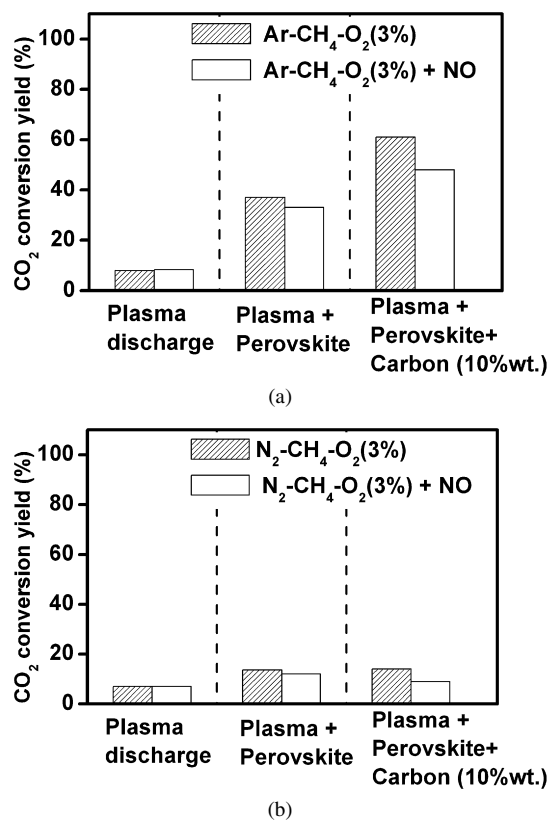 CO₂ conversion yield (%)
100
80
60
40
20
0
Ar-CH₄-O₂(3%)
Ar-CH₄-O₂(3%) + NO
Plasma
discharge
Plasma +
Perovskite
Plasma +
Perovskite+
Carbon (10%wt.)
(a)
CO₂ conversion yield (%)
100
80
60
40
20
0
N₂-CH₄-O₂(3%)
N₂-CH₄-O₂(3%) + NO
Plasma
discharge
Plasma +
Perovskite
Plasma +
Perovskite+
Carbon (10%wt.)
(b)